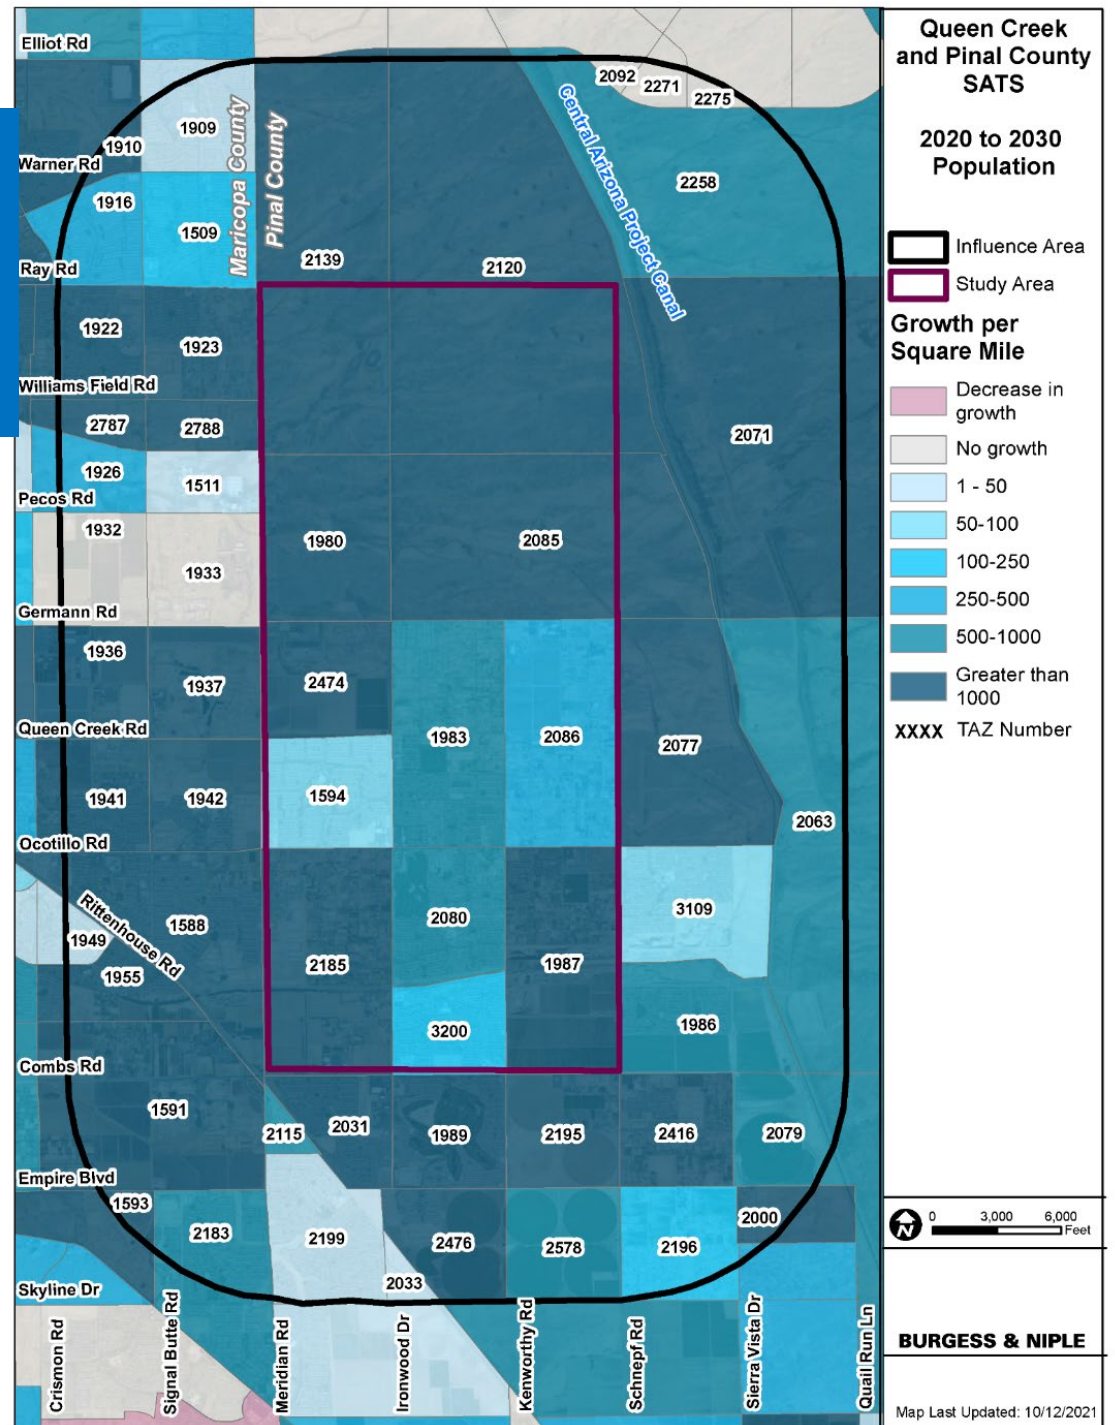 Queen Creek
and Pinal County
SATS
2020 to 2030
Population
Influence Area
Study Area
Growth per
Square Mile
Decrease in
growth
No growth
1 - 50
50-100
100-250
250-500
500-1000
Greater than
1000
XXXX TAZ Number
N
0 3,000 6,000
Feet
BURGESS & NIPLE
Map Last Updated: 10/12/2021
Elliot Rd
Warner Rd
Ray Rd
Williams Field Rd
Pecos Rd
Germann Rd
Queen Creek Rd
Ocotillo Rd
Rittenhouse Rd
Combs Rd
Empire Blvd
Skyline Dr
Crismon Rd
Signal Butte Rd
Meridian Rd
Ironwood Dr
Kenworthy Rd
Schnepf Rd
Sierra Vista Dr
Quail Run Ln
Maricopa County
Pinal County
Central Arizona Project Canal
2092
2271
2275
1909
1910
2258
1916
1509
2139
2120
1922
1923
2787
2788
2071
1926
1511
1932
1933
1980
2085
1936
1937
2474
1983
2086
2077
1941
1942
1594
2063
1588
1949
1955
2080
3109
2185
1987
3200
1986
1591
2115
2031
1989
2195
2416
2079
1593
2183
2199
2033
2476
2578
2196
2000